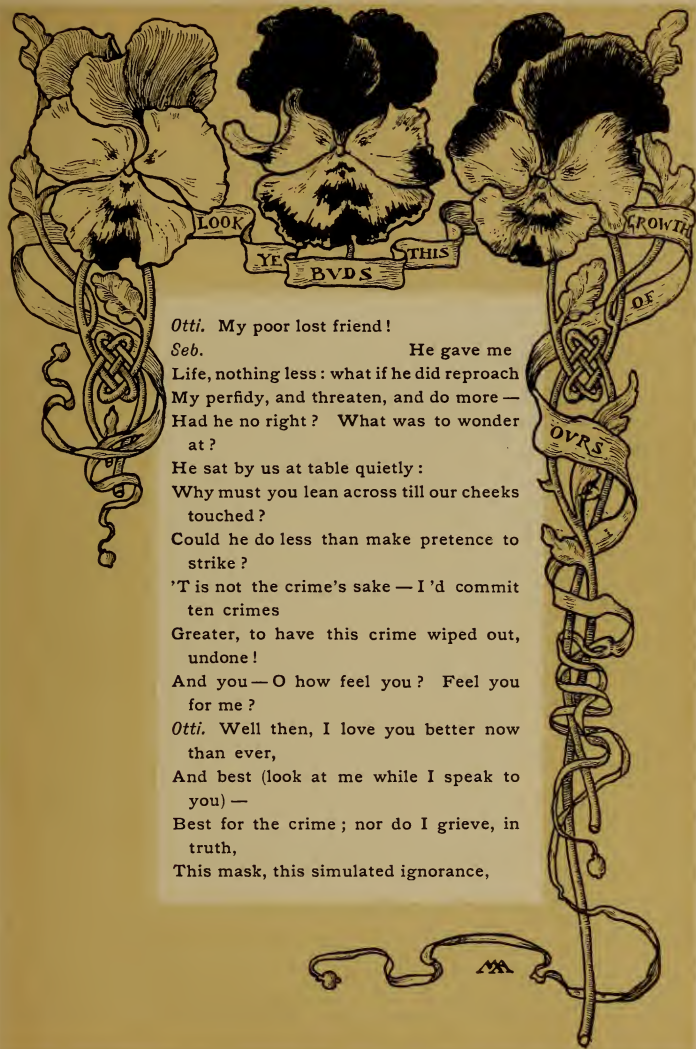 LOOK
YE
BVDS
THIS
GROWTH
OF
OVRS
Otti. My poor lost friend !
Seb. He gave me
Life, nothing less : what if he did reproach
My perfidy, and threaten, and do more —
Had he no right ? What was to wonder
at ?
He sat by us at table quietly :
Why must you lean across till our cheeks
touched ?
Could he do less than make pretence to
strike ?
'T is not the crime's sake — I 'd commit
ten crimes
Greater, to have this crime wiped out,
undone !
And you — O how feel you ? Feel you
for me ?
Otti. Well then, I love you better now
than ever,
And best (look at me while I speak to
you) —
Best for the crime ; nor do I grieve, in
truth,
This mask, this simulated ignorance,